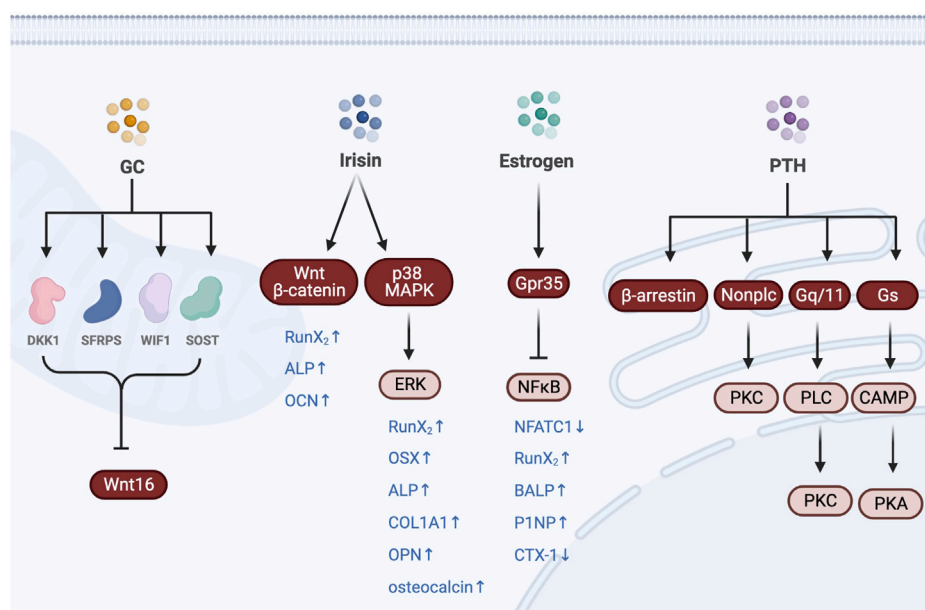 GC
Irisin
Estrogen
PTH
DKK1
SFRPS
WIF1
SOST
Wnt16
Wnt
β-catenin
p38
MAPK
RunX₂↑
ALP↑
OCN↑
ERK
RunX₂↑
OSX↑
ALP↑
COL1A1↑
OPN↑
osteocalcin↑
Gpr35
NFκB
NFATC1↓
RunX₂↑
BALP↑
P1NP↑
CTX-1↓
β-arrestin
Nonplc
Gq/11
Gs
PKC
PLC
CAMP
PKC
PKA